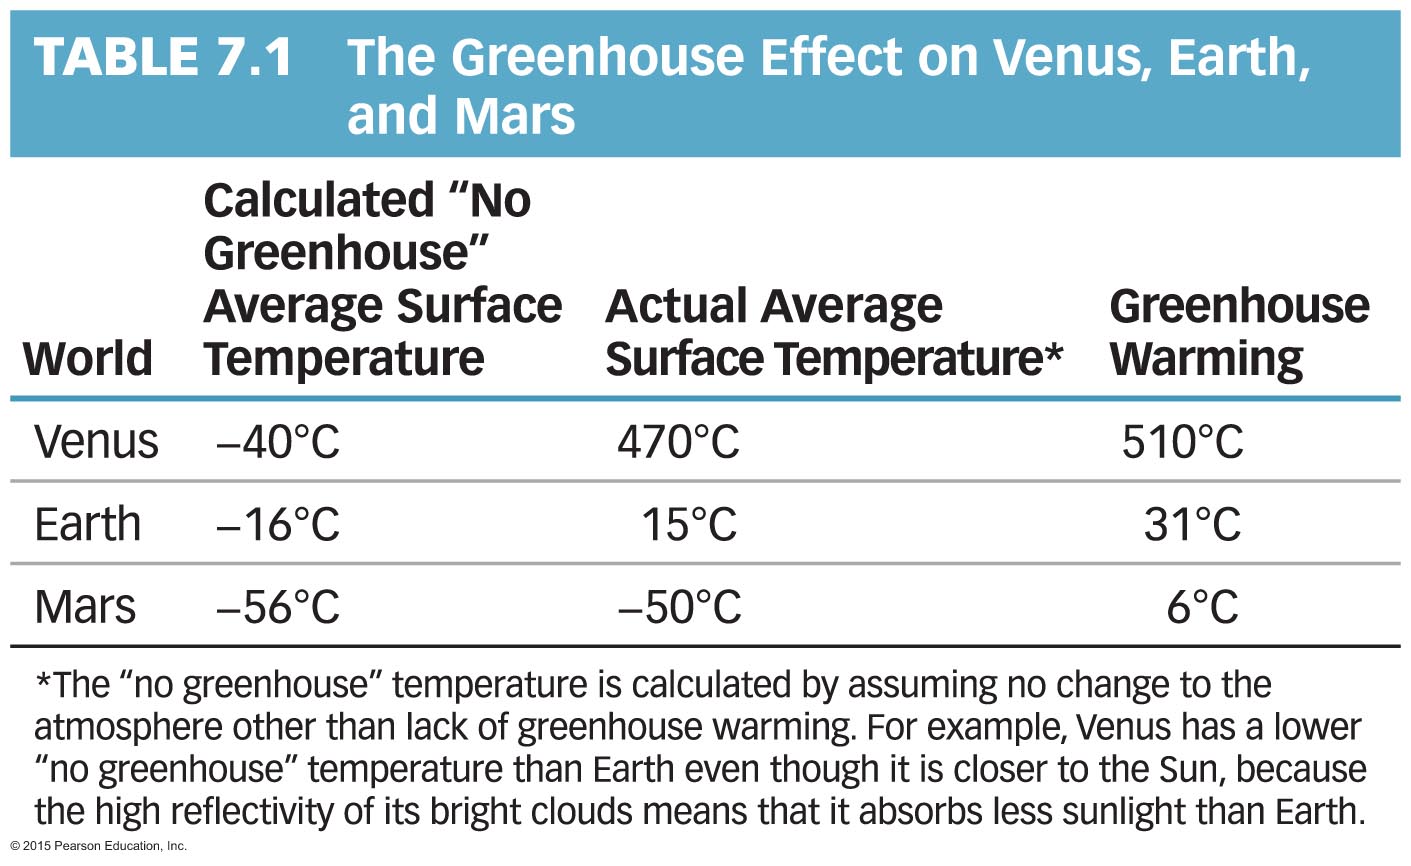 TABLE 7.1 The Greenhouse Effect on Venus, Earth,
and Mars
Calculated “No
Greenhouse”
Average Surface Actual Average Greenhouse
World Temperature Surface Temperature* Warming
Venus –40°C 470°C 510°C
Earth –16°C 15°C 31°C
Mars –56°C –50°C 6°C
*The “no greenhouse” temperature is calculated by assuming no change to the
atmosphere other than lack of greenhouse warming. For example, Venus has a lower
“no greenhouse” temperature than Earth even though it is closer to the Sun, because
the high reflectivity of its bright clouds means that it absorbs less sunlight than Earth.
© 2015 Pearson Education, Inc.